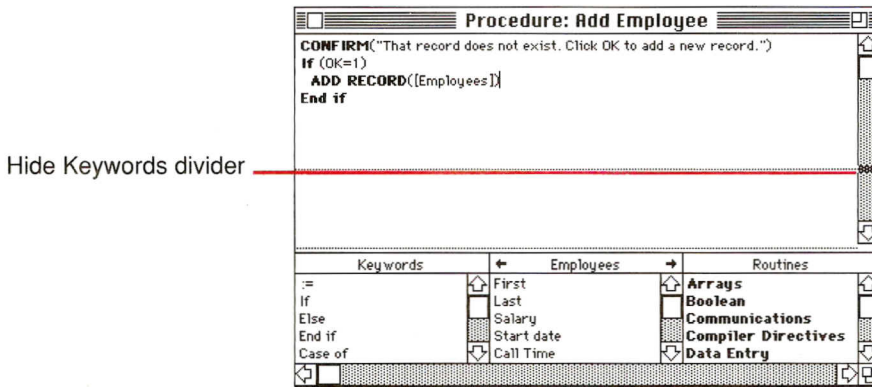 Procedure: Add Employee
CONFIRM("That record does not exist. Click OK to add a new record.")
If (OK=1)
ADD RECORD([Employees])
End if
Hide Keywords divider
Keywords
:=
If
Else
End if
Case of
← Employees →
First
Last
Salary
Start date
Call Time
Routines
Arrays
Boolean
Communications
Compiler Directives
Data Entry